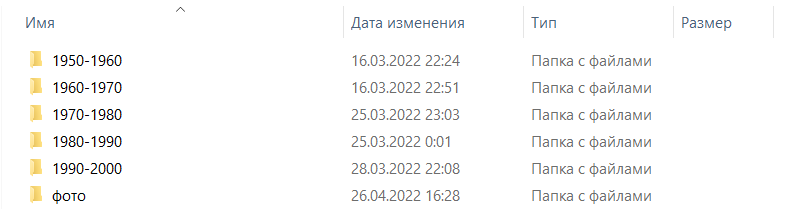 Имя Дата изменения Тип Размер
1950-1960 16.03.2022 22:24 Папка с файлами
1960-1970 16.03.2022 22:51 Папка с файлами
1970-1980 25.03.2022 23:03 Папка с файлами
1980-1990 25.03.2022 0:01 Папка с файлами
1990-2000 28.03.2022 22:08 Папка с файлами
фото 26.04.2022 16:28 Папка с файлами